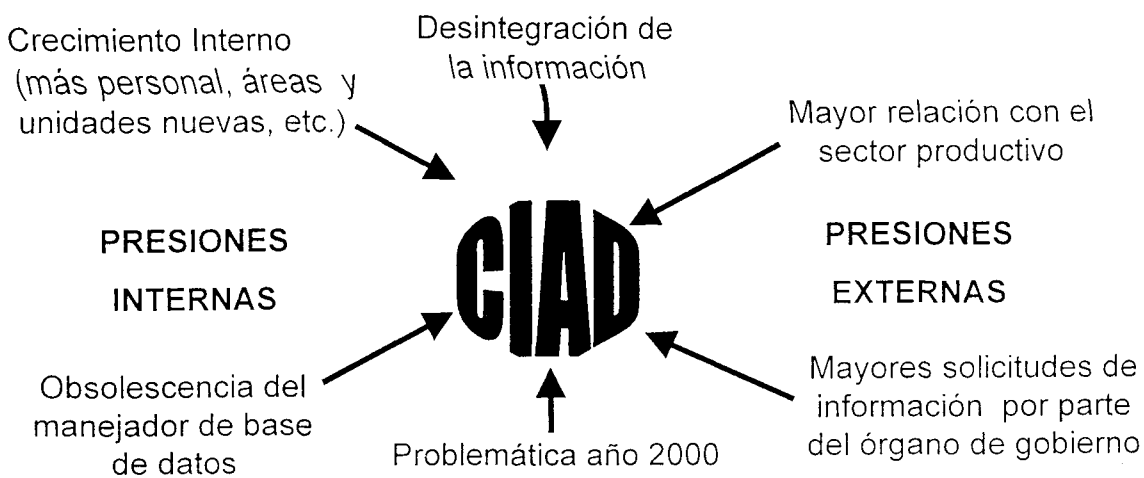 Crecimiento Interno
(más personal, áreas y
unidades nuevas, etc.)
Desintegración de
la información
Mayor relación con el
sector productivo
PRESIONES
INTERNAS
CIAD
PRESIONES
EXTERNAS
Obsolescencia del
manejador de base
de datos
Problemática año 2000
Mayores solicitudes de
información por parte
del órgano de gobierno